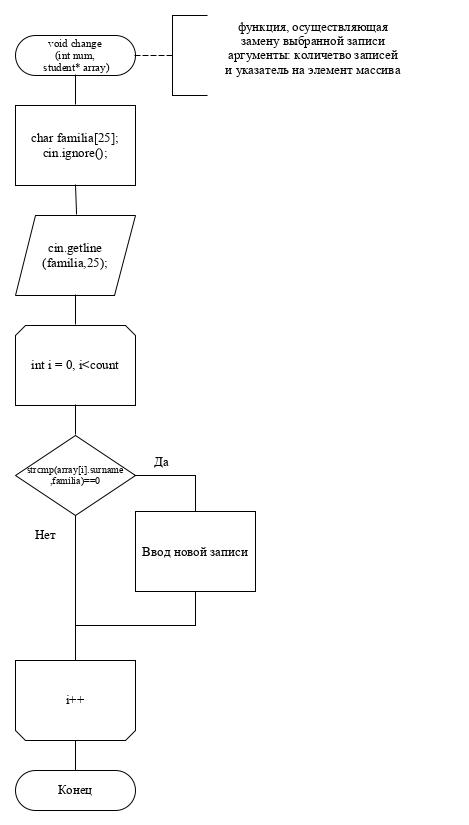 void change
(int num,
student* array)
функция, осуществляющая
замену выбранной записи
аргументы: количетво записей
и указатель на элемент массива
char familia[25];
cin.ignore();
cin.getline
(familia,25);
int i = 0, i<count
strcmp(array[i].surname
,familia)==0
Да
Нет
Ввод новой записи
i++
Конец